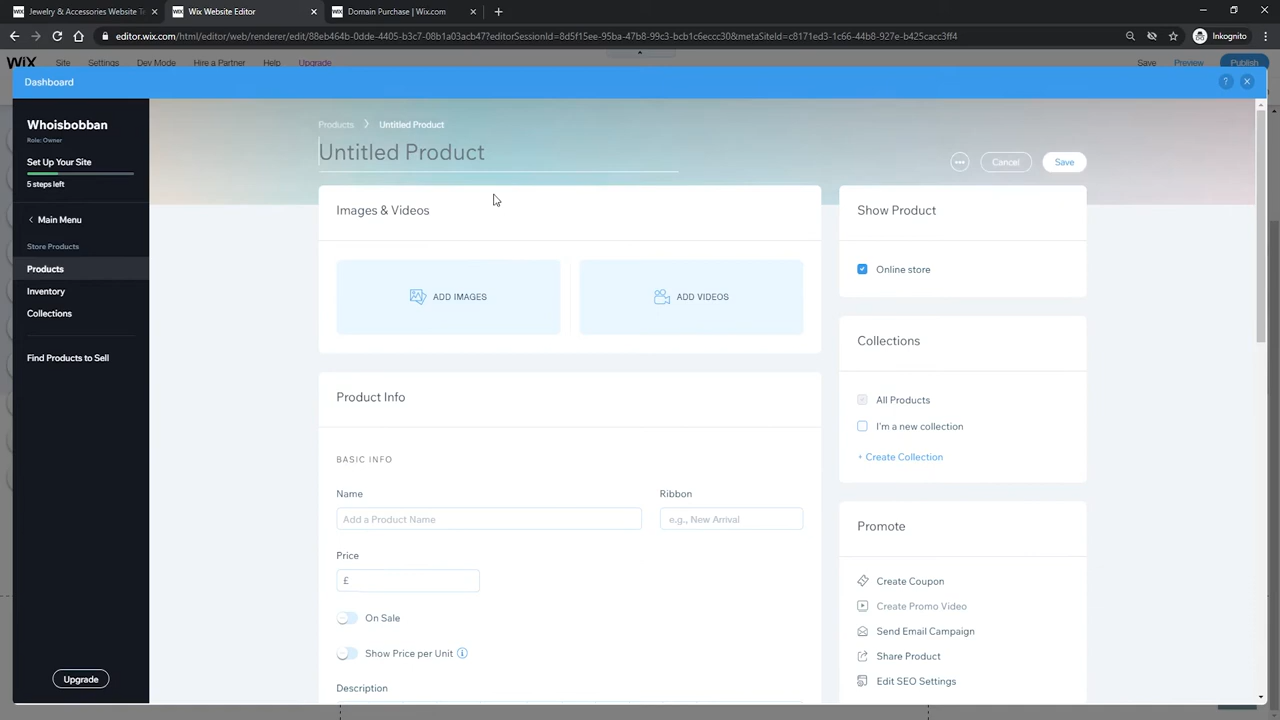 WIX Jewelry & Accessories Website T
WIX Wix Website Editor
WIX Domain Purchase | Wix.com
editor.wix.com/html/editor/web/renderer/edit/88eb464b-0d0d-4405-b3c7-08b1a03acb47?editorSessionId=8d5f15ee-95ba-47b8-99c3-bcb1c6eccc30&metaSiteId=c8171ed3-1c66-44b8-927e-b425cacc3ff4
Inkognito
WIX Site Settings Dev Mode Hire a Partner Help Upgrade Save Preview Publish
Dashboard
?
Whoisbobban
Role: Owner
Set Up Your Site
5 steps left
Main Menu
Store Products
Products
Inventory
Collections
Find Products to Sell
Upgrade
Products > Untitled Product
Untitled Product
Cancel
Save
Images & Videos
ADD IMAGES
ADD VIDEOS
Product Info
BASIC INFO
Name
Ribbon
Add a Product Name
e.g., New Arrival
Price
£
On Sale
Show Price per Unit
Description
Show Product
Online store
Collections
All Products
I'm a new collection
+ Create Collection
Promote
Create Coupon
Create Promo Video
Send Email Campaign
Share Product
Edit SEO Settings